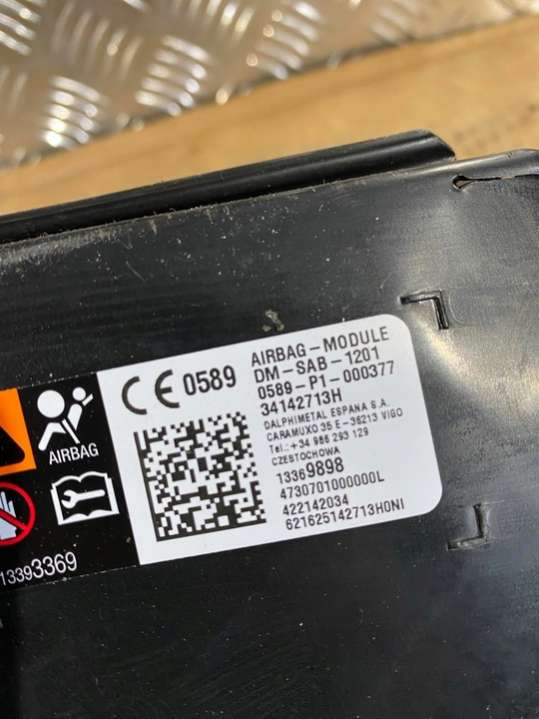 CE 0589
AIRBAG-MODULE
DM-SAB-1201
0589-P1-000377
34142713H
DALPHIMETAL ESPANA S.A.
CARAMUXO 35 E-36213 VIGO
Tel.:+34 986 293 129
CZESTOCHOWA
13369898
4730701000000L
422142034
621625142713H0NI
AIRBAG
13393369